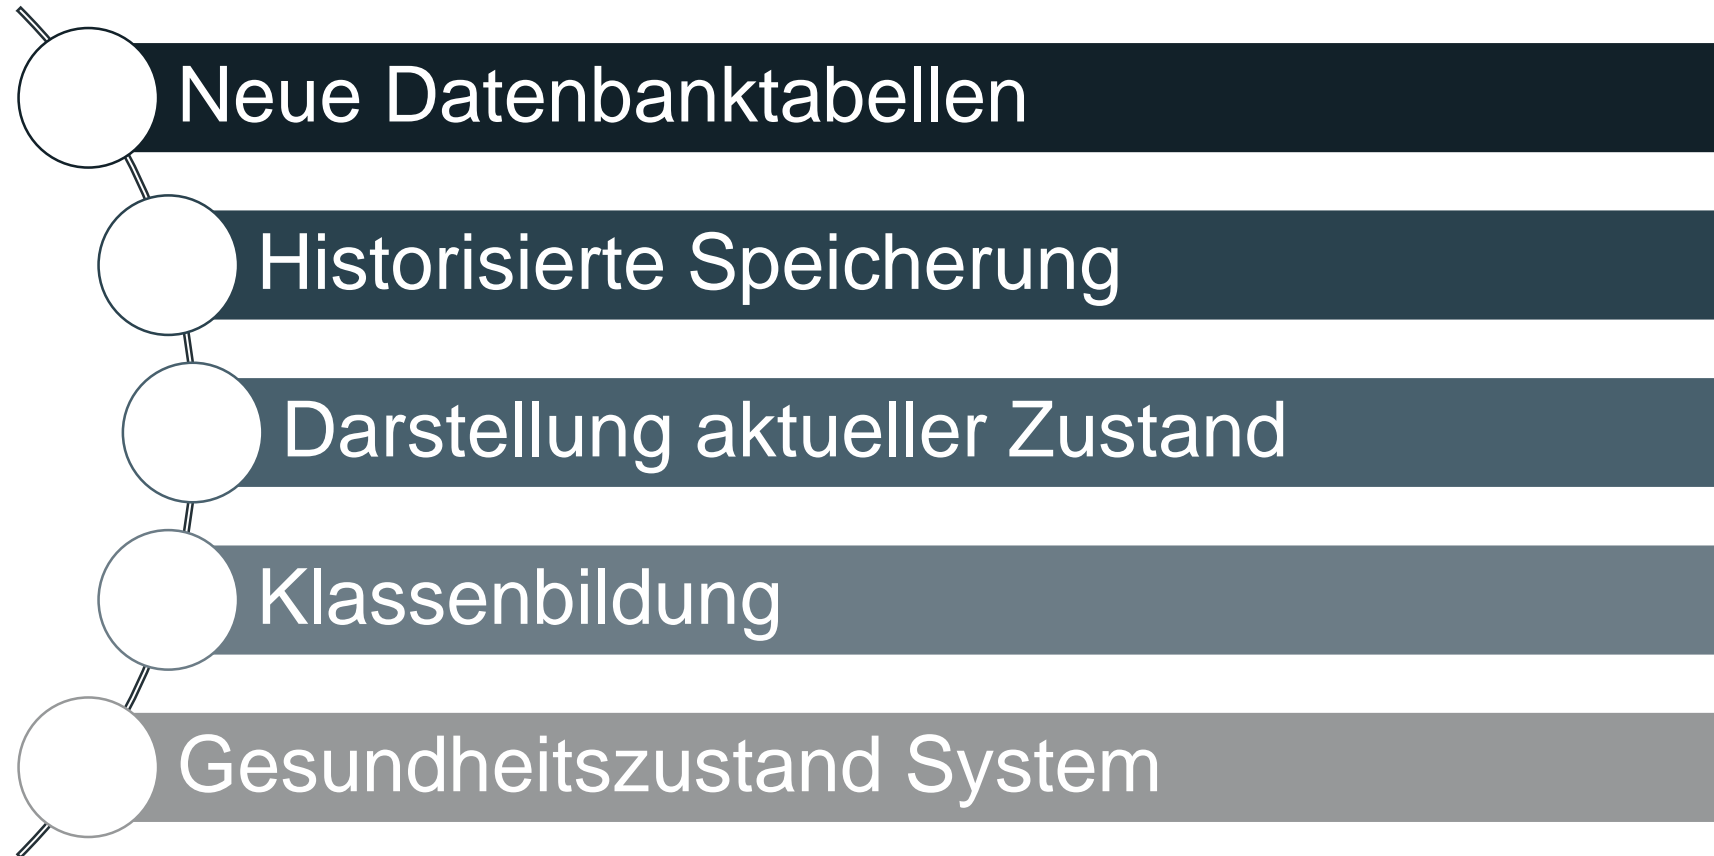 Neue Datenbanktabellen
Historisierte Speicherung
Darstellung aktueller Zustand
Klassenbildung
Gesundheitszustand System